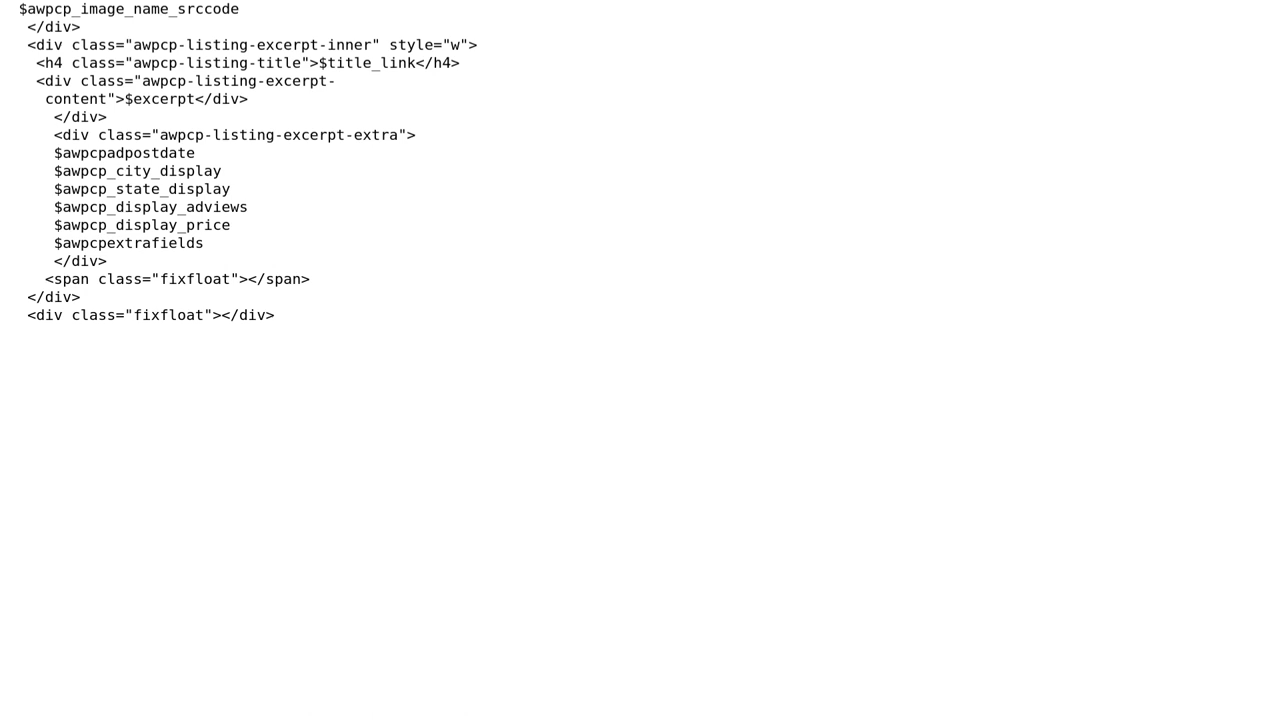 $awpcp_image_name_srccode
</div>
<div class="awpcp-listing-excerpt-inner" style="w">
<h4 class="awpcp-listing-title">$title_link</h4>
<div class="awpcp-listing-excerpt-
content">$excerpt</div>
</div>
<div class="awpcp-listing-excerpt-extra">
$awpcpadpostdate
$awpcp_city_display
$awpcp_state_display
$awpcp_display_adviews
$awpcp_display_price
$awpcpextrafields
</div>
<span class="fixfloat"></span>
</div>
<div class="fixfloat"></div>